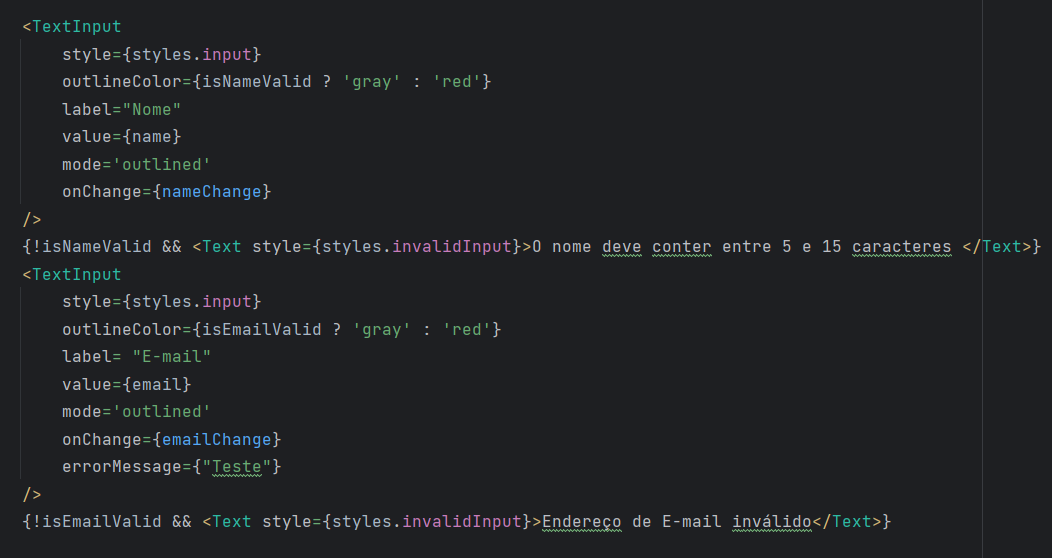 <TextInput
    style={styles.input}
    outlineColor={isNameValid ? 'gray' : 'red'}
    label="Nome"
    value={name}
    mode='outlined'
    onChange={nameChange}
/>
{!isNameValid && <Text style={styles.invalidInput}>O nome deve conter entre 5 e 15 caracteres </Text>}
<TextInput
    style={styles.input}
    outlineColor={isEmailValid ? 'gray' : 'red'}
    label= "E-mail"
    value={email}
    mode='outlined'
    onChange={emailChange}
    errorMessage={"Teste"}
/>
{!isEmailValid && <Text style={styles.invalidInput}>Endereço de E-mail inválido</Text>}